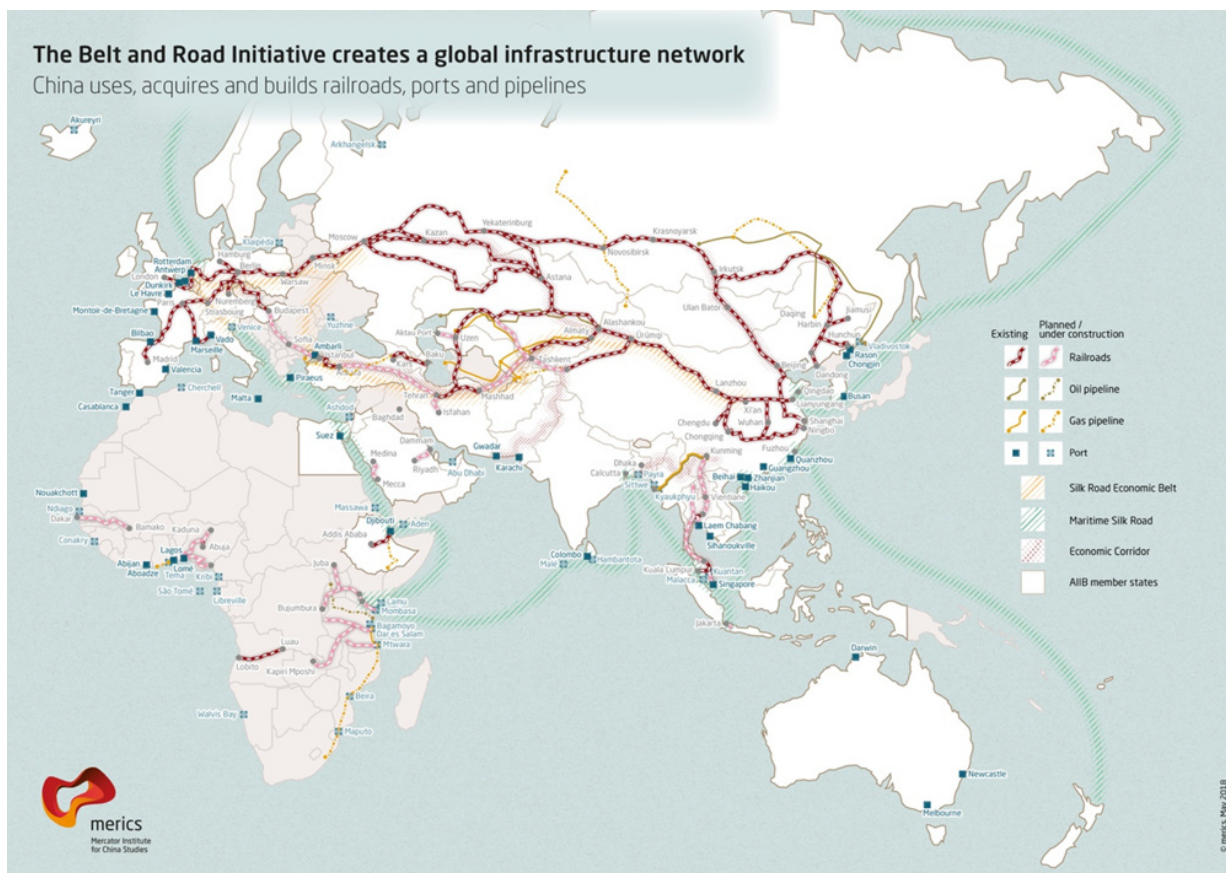 The Belt and Road Initiative creates a global infrastructure network
China uses, acquires and builds railroads, ports and pipelines
Akureyri
Arkhangelsk
Klaipėda
Moscow
Kazan
Yekaterinburg
Krasnoyarsk
Novosibirsk
Rotterdam
Antwerp
Hamburg
Berlin
Minsk
London
Dunkirk
Warsaw
Le Havre
Paris
Nuremberg
Strasbourg
Budapest
Astana
Irkutsk
Ulan Bator
Daqing
Jiamusi
Harbin
Hunchun
Vladivostok
Rason
Chongjin
Montoir-de-Bretagne
Venice
Yuzhne
Aktau Port
Uzen
Almaty
Alashankou
Ürümqi
Bilbao
Vado
Marseille
Sofia
Ambarli
Istanbul
Madrid
Valencia
Piraeus
Kars
Baku
Tashkent
Beijing
Dandong
Lanzhou
Qingdao
Lianyungang
Busan
Tanger
Casablanca
Cherchell
Malta
Ashdod
Tehran
Mashhad
Isfahan
Baghdad
Xi'an
Chengdu
Wuhan
Chongqing
Shanghai
Ningbo
Suez
Dammam
Medina
Riyadh
Abu Dhabi
Mecca
Gwadar
Karachi
Dhaka
Calcutta
Payra
Sittwe
Kyaukphyu
Kunming
Fuzhou
Quanzhou
Guangzhou
Beihai
Zhanjian
Haikou
Vientiane
Nouakchott
Ndiago
Dakar
Bamako
Conakry
Kaduna
Abuja
Lagos
Abijan
Lomé
Aboadze
Tema
Kribi
São Tomé
Libreville
Massawa
Djibouti
Aden
Addis Ababa
Juba
Laem Chabang
Sihanoukville
Colombo
Hambantota
Malé
Kuala Lumpur
Kuantan
Malacca
Singapore
Jakarta
Bujumbura
Lamu
Mombasa
Bagamoyo
Dar es Salam
Mtwara
Luau
Lobito
Kapiri Mposhi
Beira
Walvis Bay
Maputo
Darwin
Newcastle
Melbourne
Existing
Planned /
under construction
Railroads
Oil pipeline
Gas pipeline
Port
Silk Road Economic Belt
Maritime Silk Road
Economic Corridor
AIIB member states
merics
Mercator Institute
for China Studies
© merics, May 2018